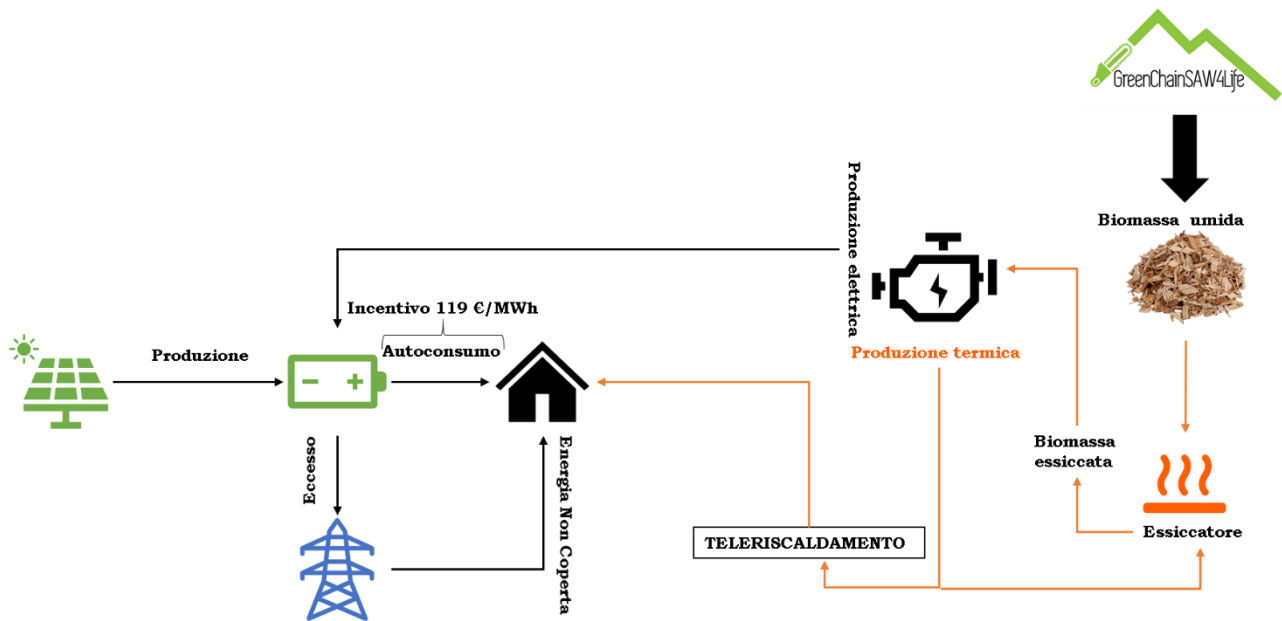 GreenChainSAW4Life
Biomassa umida
Produzione elettrica
Incentivo 119 €/MWh
Produzione
Autoconsumo
Produzione termica
Eccesso
Energia Non Coperta
Biomassa
essiccata
Essiccatore
TELERISCALDAMENTO